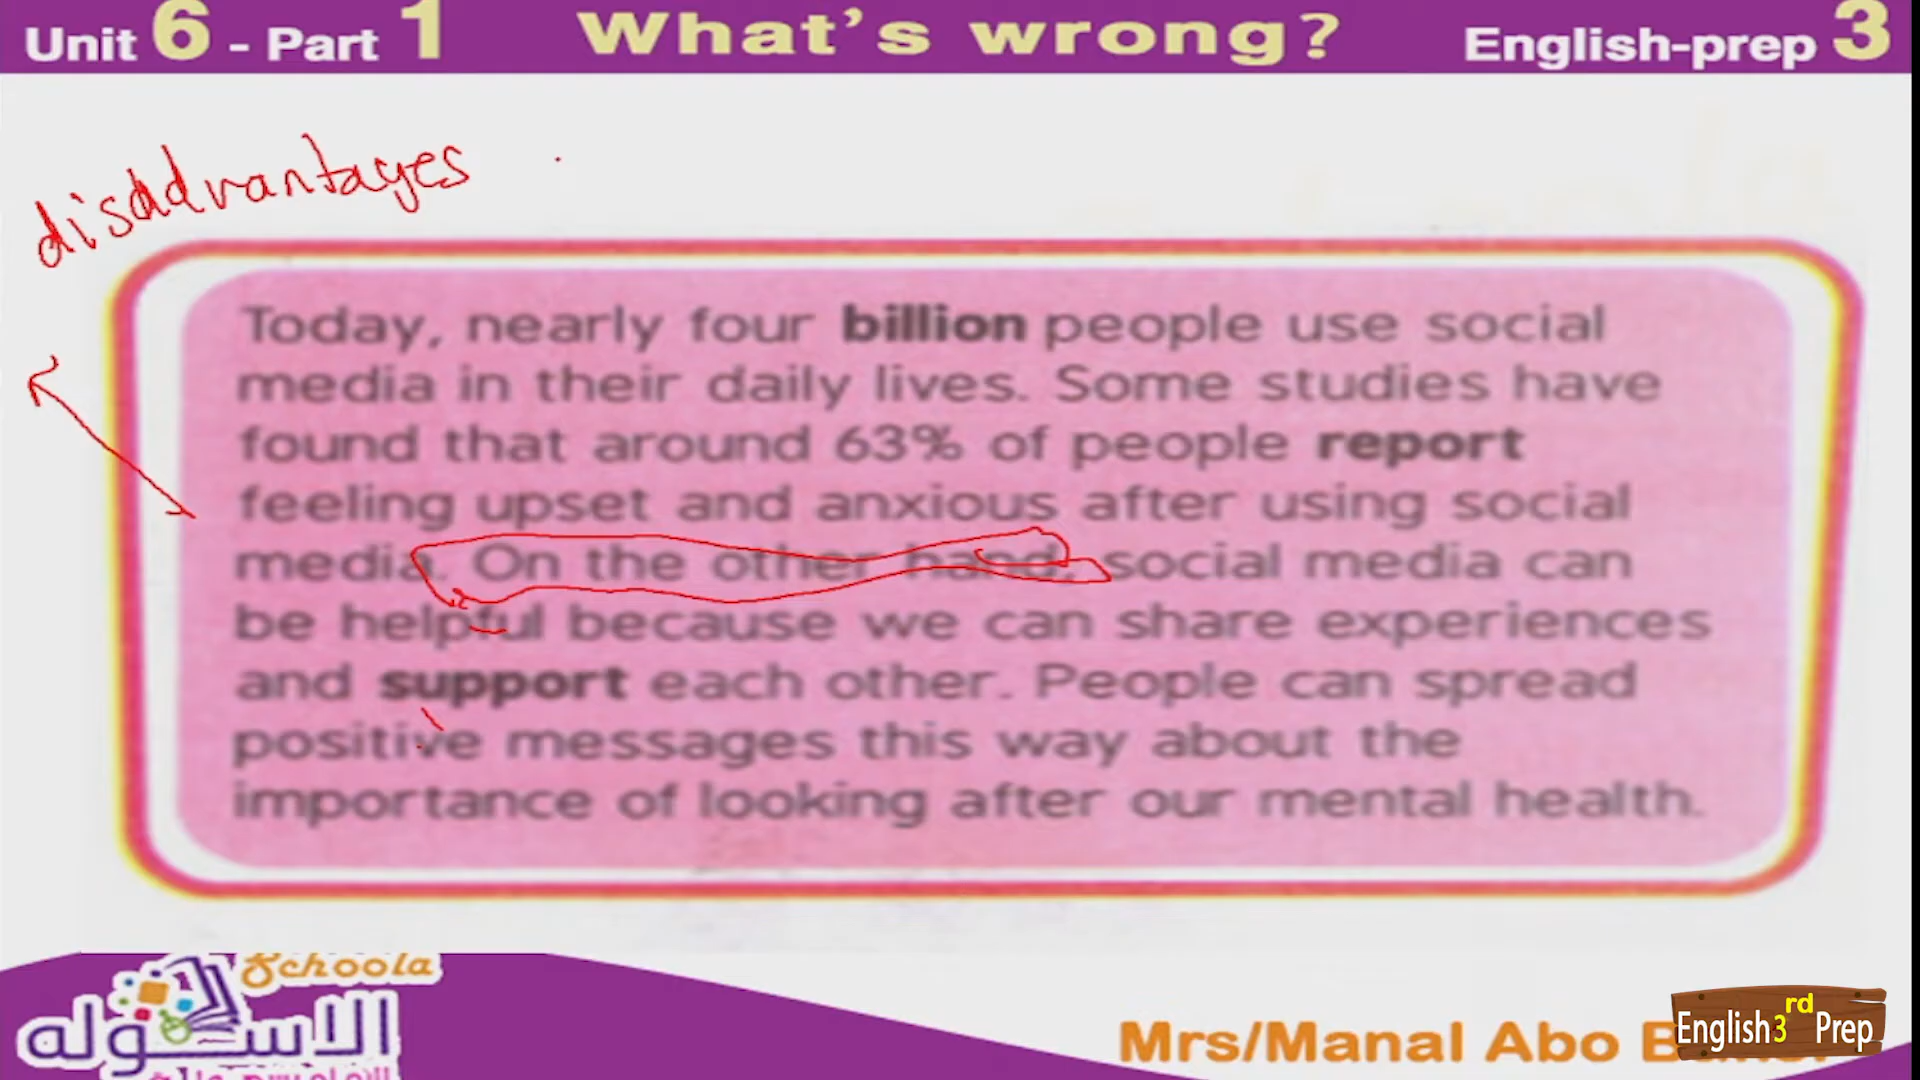 Unit 6 - Part 1 What's wrong? English-prep 3
disadvantages
Today, nearly four billion people use social
media in their daily lives. Some studies have
found that around 63% of people report
feeling upset and anxious after using social
media. On the other hand, social media can
be helpful because we can share experiences
and support each other. People can spread
positive messages this way about the
importance of looking after our mental health.
Schoola
الاسكوله
Mrs/Manal Abo
English 3rd Prep